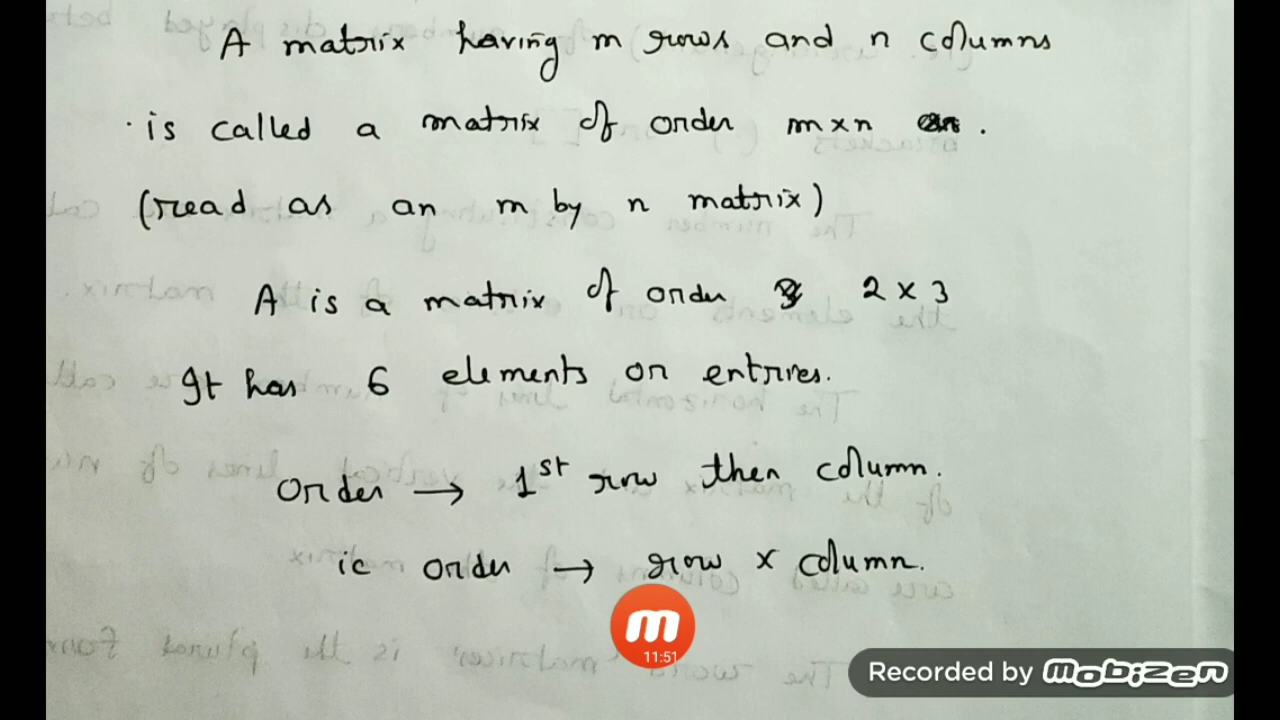 A matrix having m rows and n columns
is called a matrix of order m x n .
(read as an m by n matrix)
A is a matrix of order 2 x 3
It has 6 elements or entries.
Order → 1st row then column.
ie order → row x column.
m
11:51
Recorded by mobizen